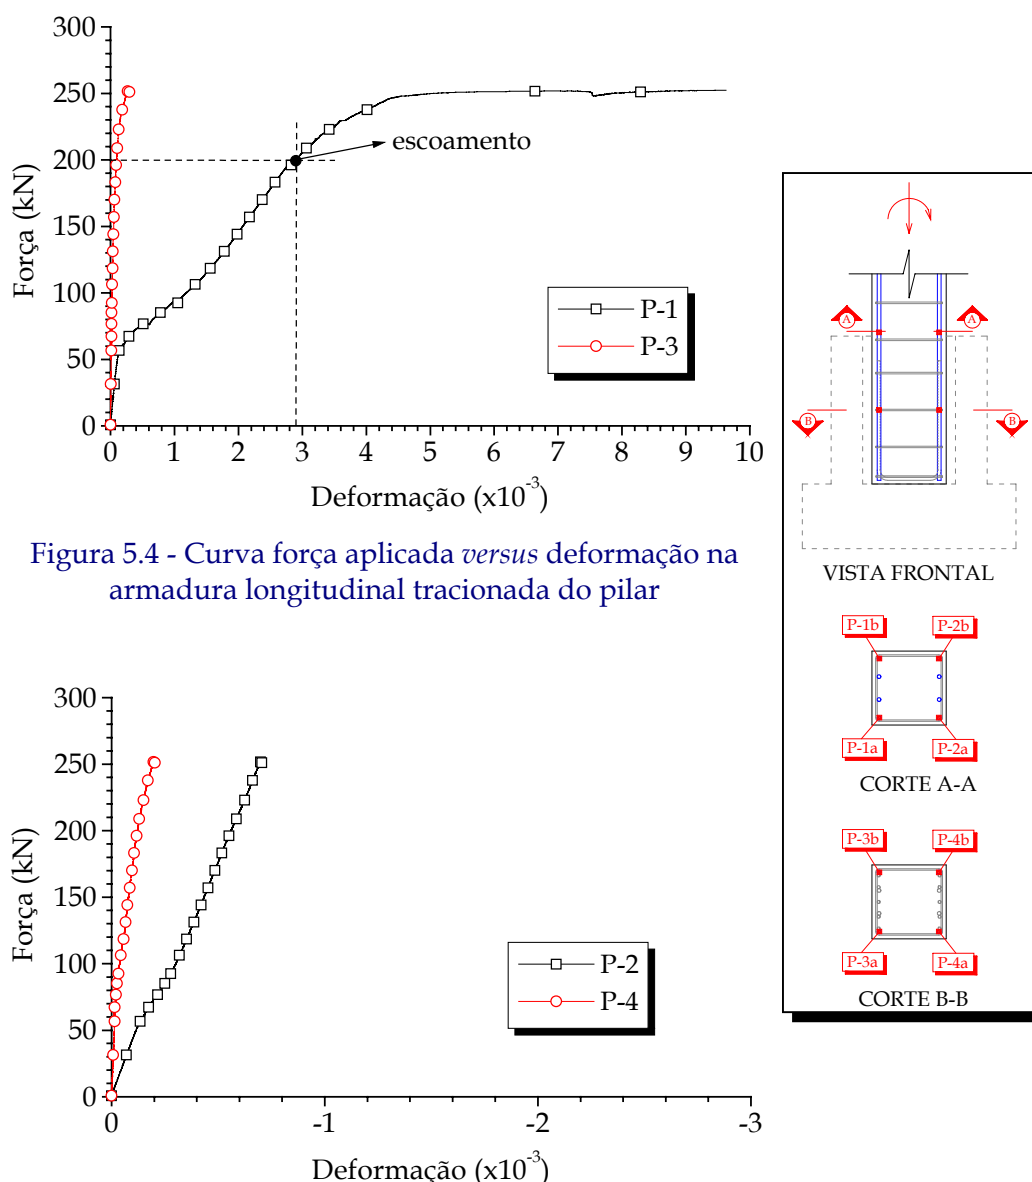 300
250
200
150
100
50
0
Força (kN)
escoamento
P-1
P-3
0 1 2 3 4 5 6 7 8 9 10
Deformação (x10-3)
Figura 5.4 - Curva força aplicada versus deformação na
armadura longitudinal tracionada do pilar
300
250
200
150
100
50
0
Força (kN)
P-2
P-4
0 -1 -2 -3
Deformação (x10-3)
A A
B B
VISTA FRONTAL
P-1b P-2b
P-1a P-2a
CORTE A-A
P-3b P-4b
P-3a P-4a
CORTE B-B